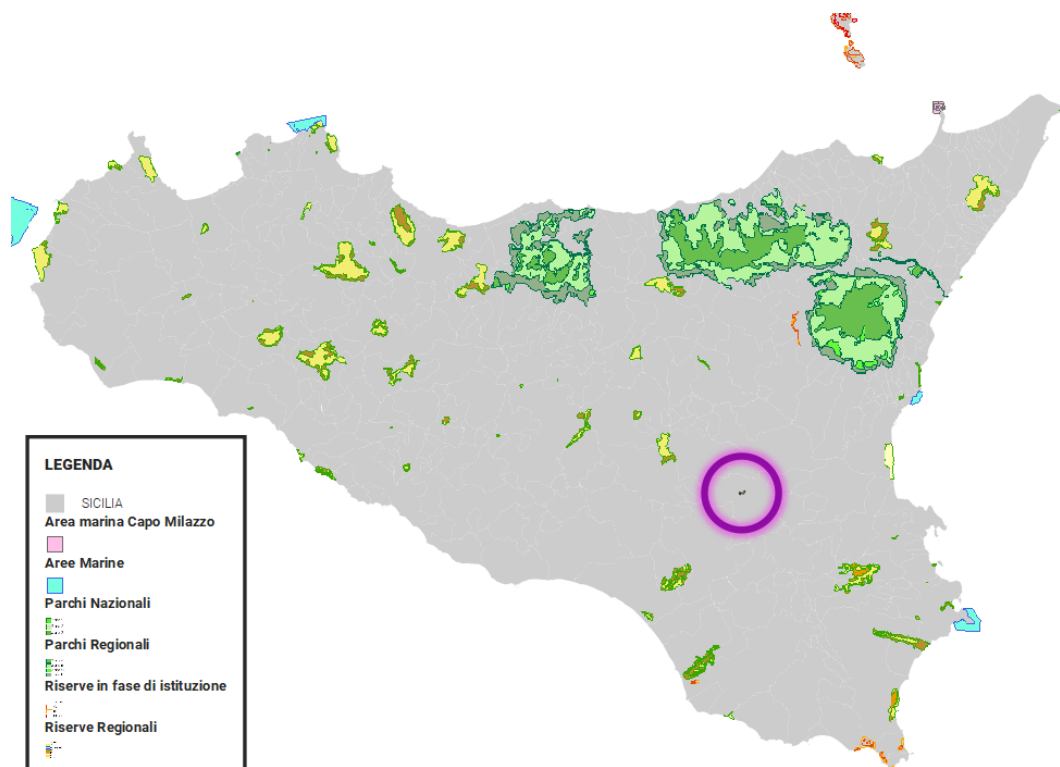 LEGENDA
SICILIA
Area marina Capo Milazzo
Aree Marine
Parchi Nazionali
Parchi Regionali
Riserve in fase di istituzione
Riserve Regionali